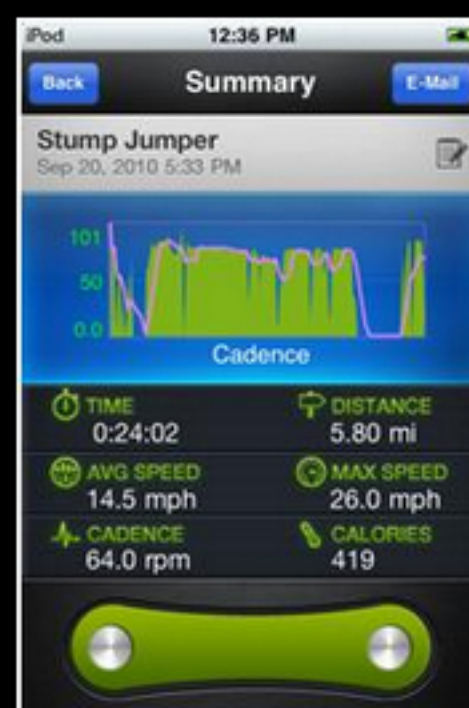 iPod 12:36 PM
Back Summary E-Mail
Stump Jumper
Sep 20, 2010 5:33 PM
101
50
0.0
Cadence
TIME DISTANCE
0:24:02 5.80 mi
AVG SPEED MAX SPEED
14.5 mph 26.0 mph
CADENCE CALORIES
64.0 rpm 419